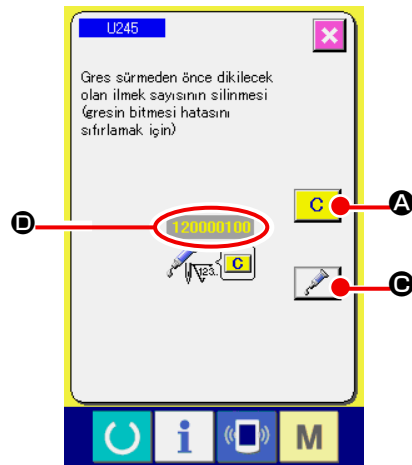 U245
Gres sürmeden önce dikilecek
olan ilmek sayısının silinmesi
(gresin bitmesi hatasını
sıfırlamak için)
C
A
D
120000100
123..
C
C
i
M